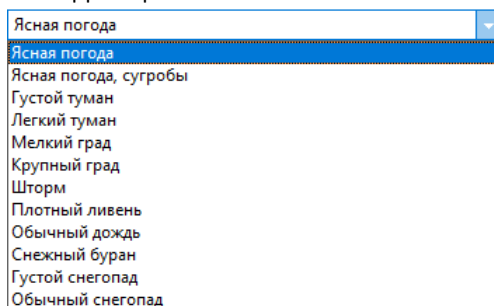 Ясная погода
Ясная погода
Ясная погода, сугробы
Густой туман
Легкий туман
Мелкий град
Крупный град
Шторм
Плотный ливень
Обычный дождь
Снежный буран
Густой снегопад
Обычный снегопад